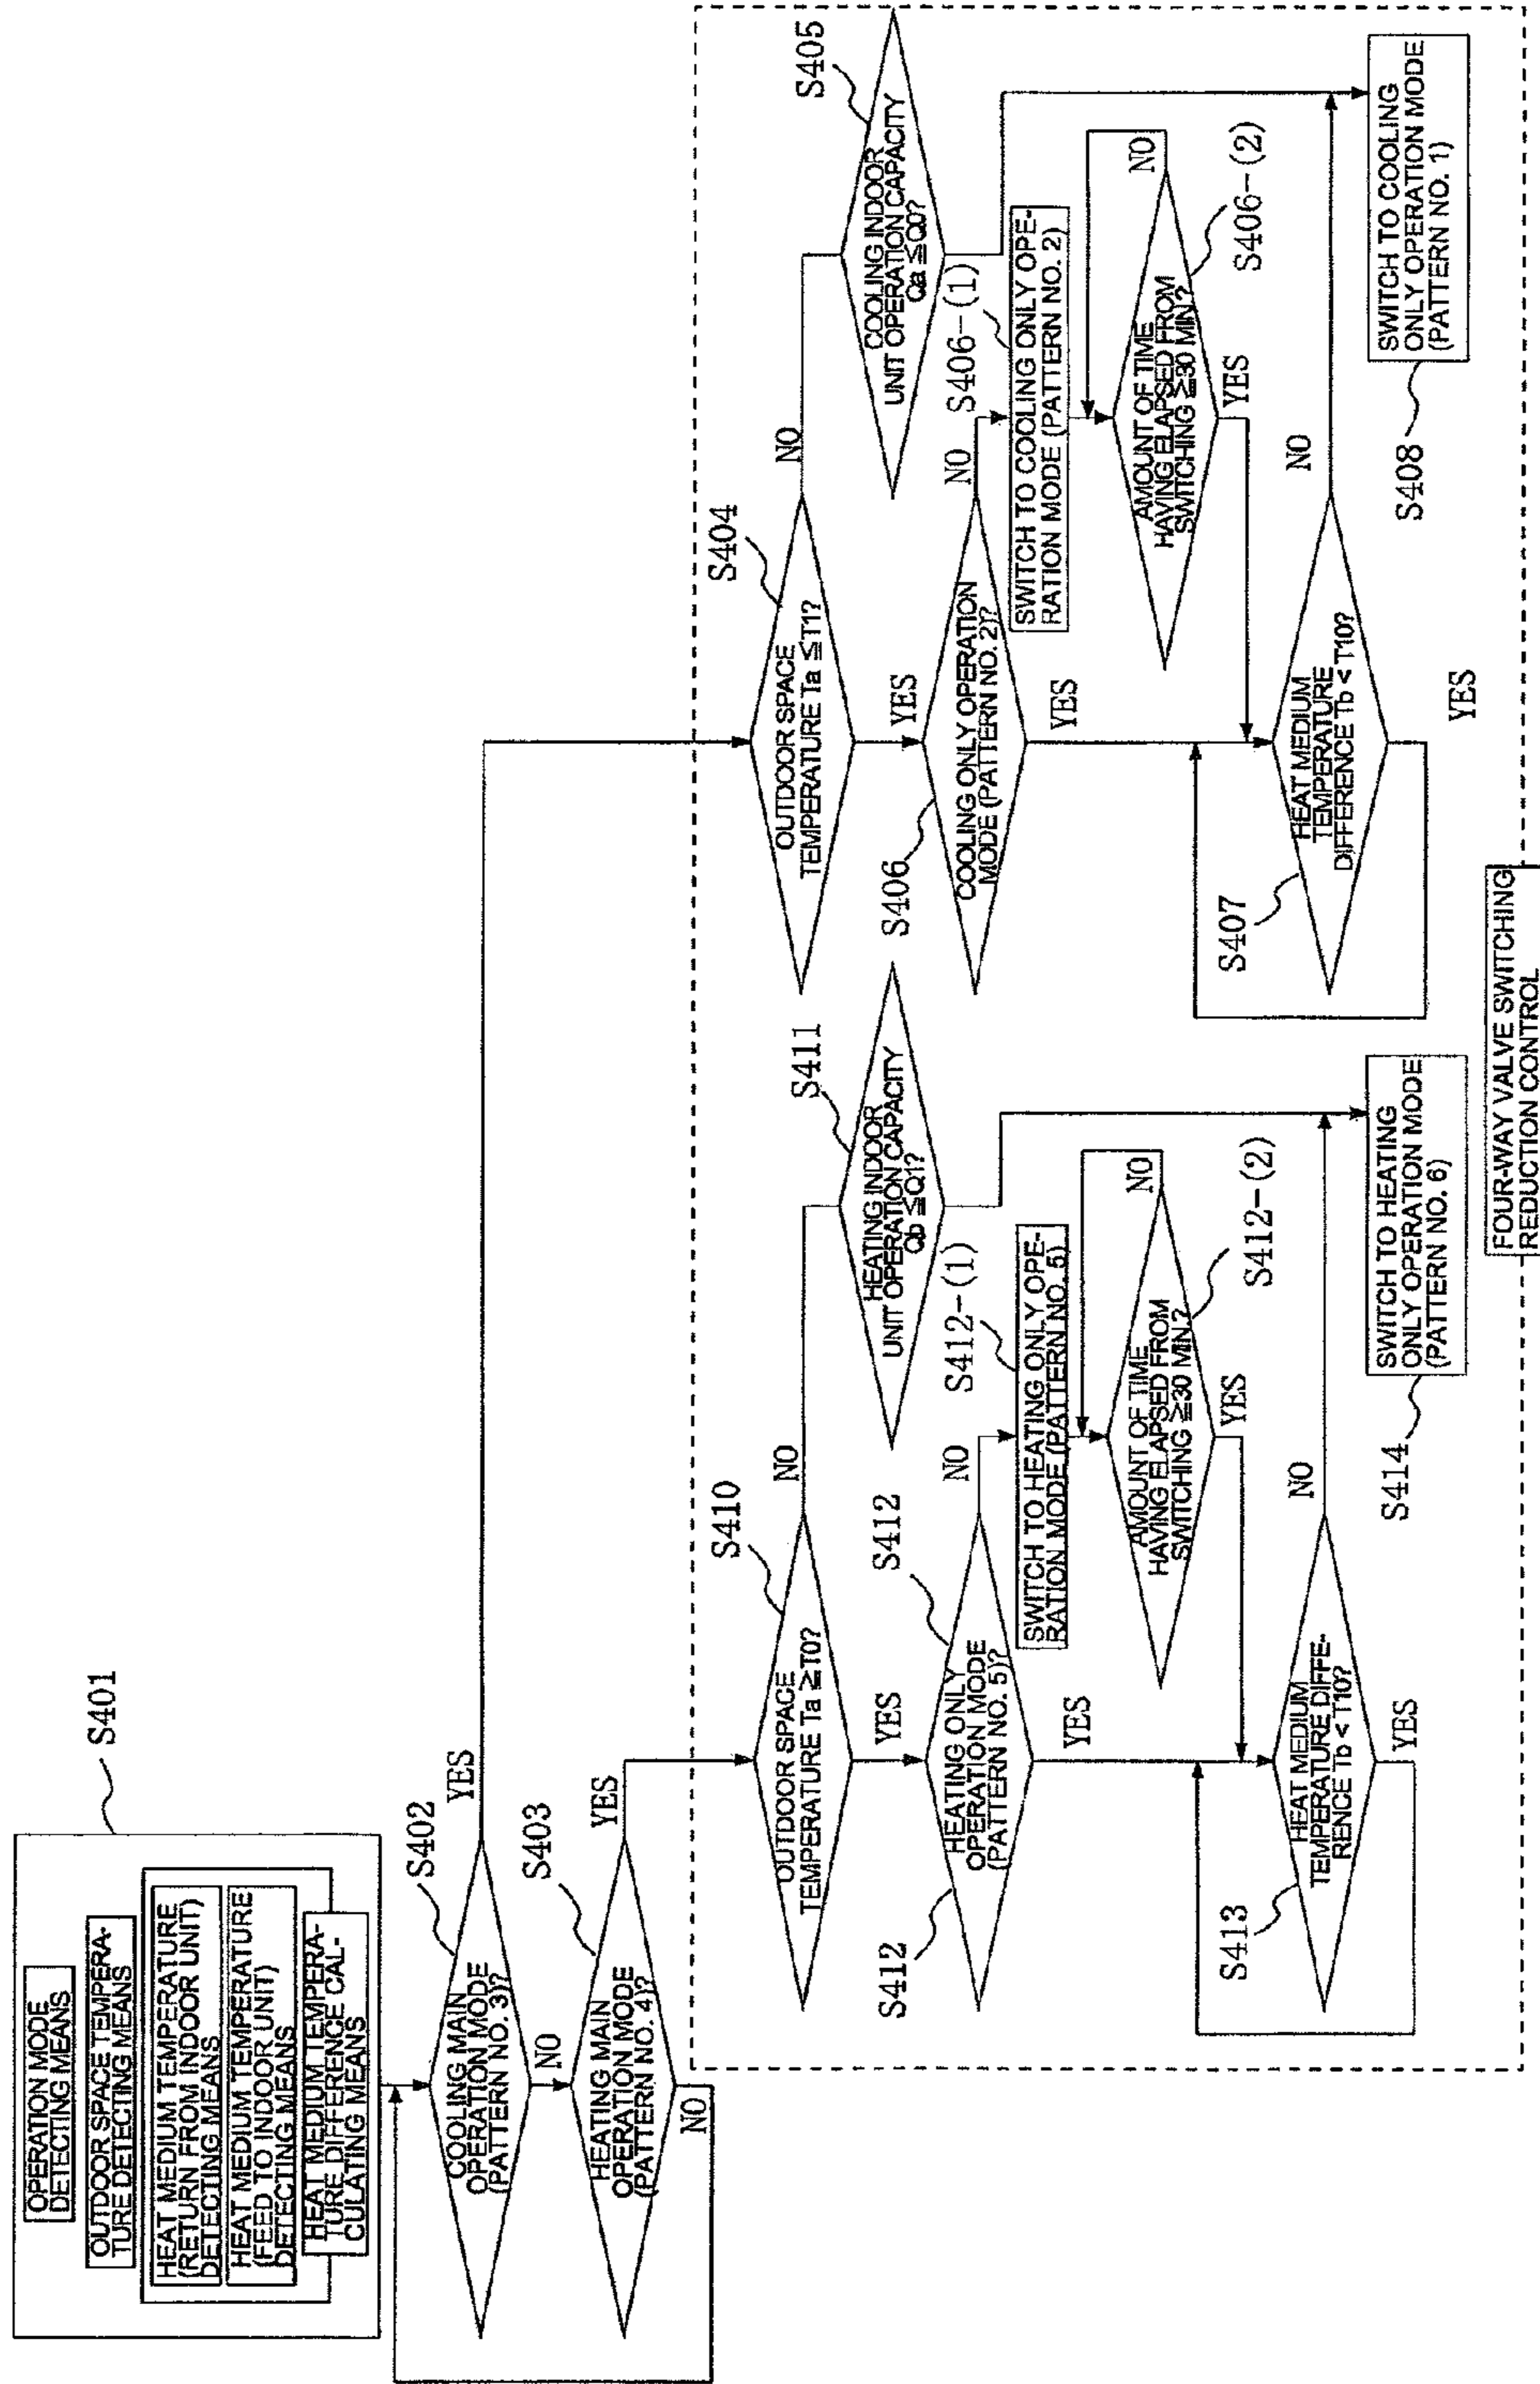 S401
OPERATION MODE
DETECTING MEANS
OUTDOOR SPACE TEMPERA-
TURE DETECTING MEANS
HEAT MEDIUM TEMPERATURE
(RETURN FROM INDOOR UNIT)
DETECTING MEANS
HEAT MEDIUM TEMPERATURE
(FEED TO INDOOR UNIT)
DETECTING MEANS
HEAT MEDIUM TEMPERA-
TURE DIFFERENCE CAL-
CULATING MEANS
S402
COOLING MAIN
OPERATION MODE
(PATTERN NO. 3)?
YES
NO
S403
HEATING MAIN
OPERATION MODE
(PATTERN NO. 4)?
YES
NO
S410
OUTDOOR SPACE
TEMPERATURE Ta ≧T0?
NO
YES
S411
HEATING INDOOR
UNIT OPERATION CAPACITY
Qb ≦Q1?
S412
S412
HEATING ONLY
OPERATION MODE
(PATTERN NO. 5)?
NO
YES
S412-(1)
SWITCH TO HEATING ONLY OPE-
RATION MODE (PATTERN NO. 5)
AMOUNT OF TIME
HAVING ELAPSED FROM
SWITCHING ≧30 MIN.?
NO
S412-(2)
YES
S413
HEAT MEDIUM
TEMPERATURE DIFFE-
RENCE Tb < T10?
NO
YES
SWITCH TO HEATING
ONLY OPERATION MODE
(PATTERN NO. 6)
S414
S404
OUTDOOR SPACE
TEMPERATURE Ta ≦T1?
NO
YES
S405
COOLING INDOOR
UNIT OPERATION CAPACITY
Qa ≦Q0?
S406
COOLING ONLY OPERATION
MODE (PATTERN NO. 2)?
NO
YES
S406-(1)
SWITCH TO COOLING ONLY OPE-
RATION MODE (PATTERN NO. 2)
AMOUNT OF TIME
HAVING ELAPSED FROM
SWITCHING ≧30 MIN.?
NO
S406-(2)
YES
S407
HEAT MEDIUM
TEMPERATURE
DIFFERENCE Tb < T10?
NO
YES
SWITCH TO COOLING
ONLY OPERATION MODE
(PATTERN NO. 1)
S408
FOUR-WAY VALVE SWITCHING
REDUCTION CONTROL